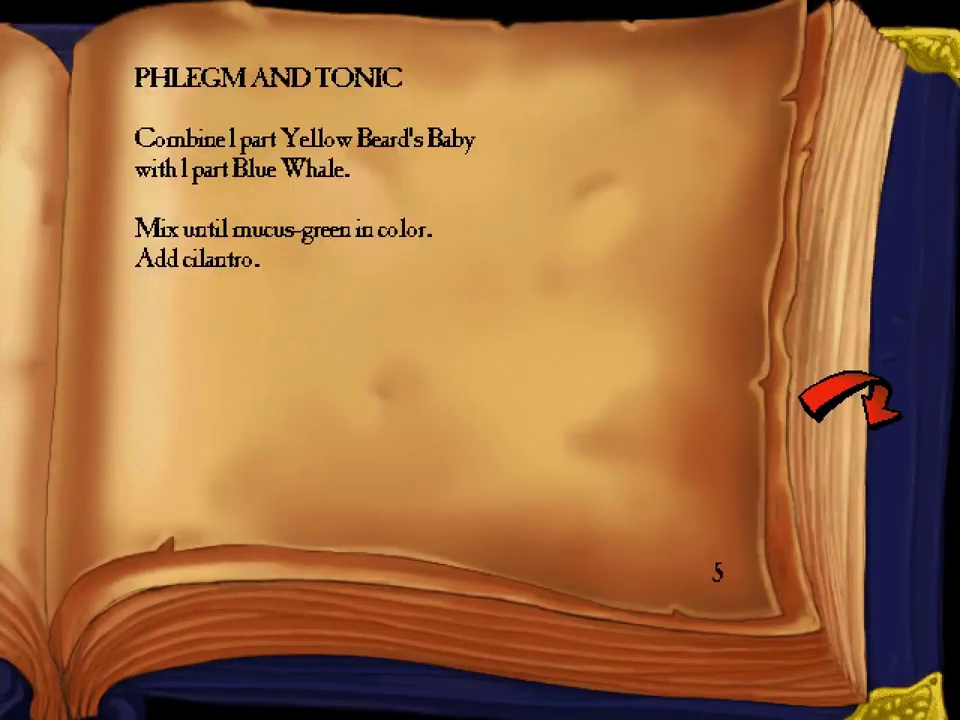 PHLEGM AND TONIC
Combine 1 part Yellow Beard's Baby
with 1 part Blue Whale.
Mix until mucus-green in color.
Add cilantro.
5